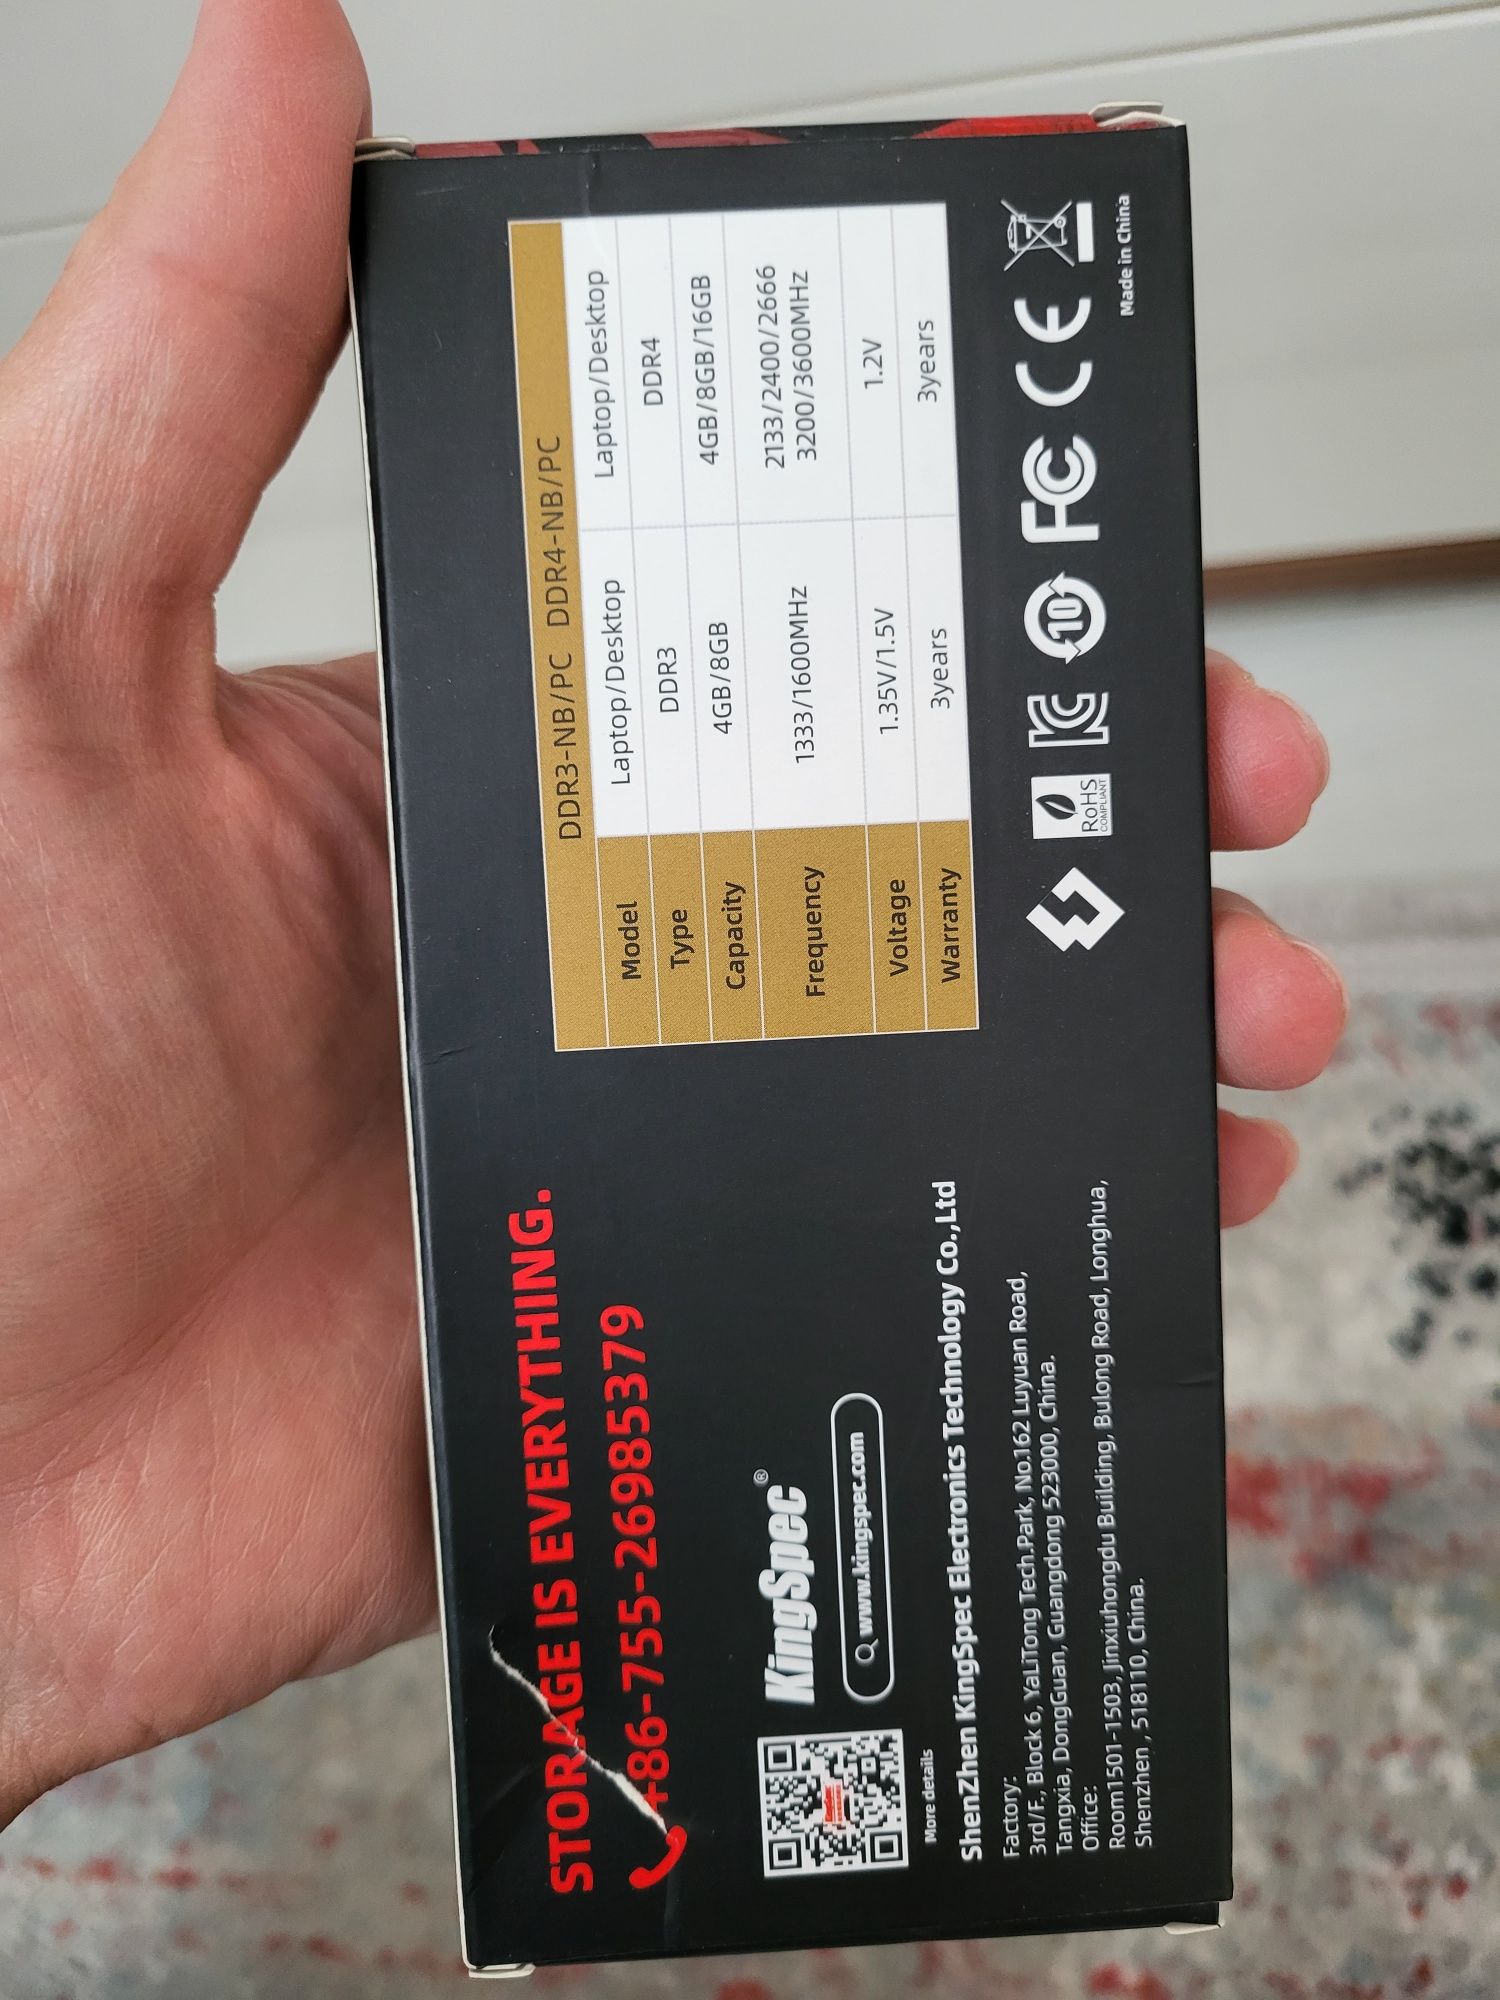 STORAGE IS EVERYTHING.
+86-755-26985379
KingSpec®
www.kingspec.com
More details
ShenZhen KingSpec Electronics Technology Co.,Ltd
Factory:
3rd/F., Block 6, YaLiTong Tech.Park, No.162 Luyuan Road,
Tangxia, DongGuan, Guangdong 523000, China.
Office:
Room1501-1503, Jinxiuhongdu Building, Bulong Road, Longhua,
Shenzhen , 518110, China.
DDR3-NB/PC DDR4-NB/PC
Model Laptop/Desktop Laptop/Desktop
Type DDR3 DDR4
Capacity 4GB/8GB 4GB/8GB/16GB
Frequency 1333/1600MHz 2133/2400/2666
3200/3600MHz
Voltage 1.35V/1.5V 1.2V
Warranty 3years 3years
RoHS
COMPLIANT
KC
10
FC
CE
Made in China